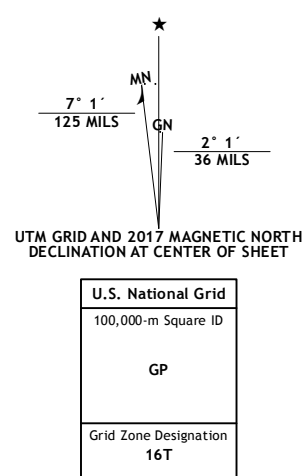 ★
MN
7° 1´
125 MILS
GN
2° 1´
36 MILS
UTM GRID AND 2017 MAGNETIC NORTH
DECLINATION AT CENTER OF SHEET
U.S. National Grid
100,000-m Square ID
GP
Grid Zone Designation
16T